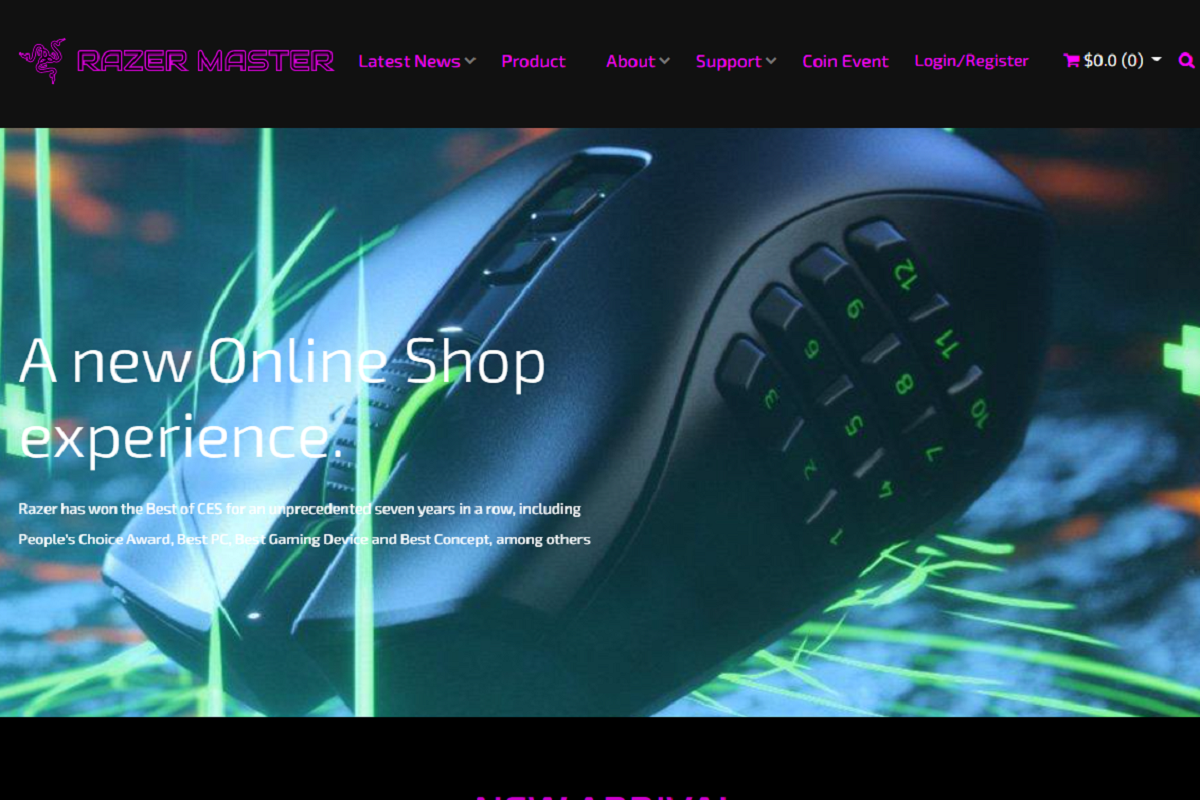 RAZER MASTER
Latest News
Product
About
Support
Coin Event
Login/Register
$0.0 (0)
12
9
11
6
8
10
3
5
7
2
4
1
A new Online Shop
experience.
Razer has won the Best of CES for an unprecedented seven years in a row, including
People's Choice Award, Best PC, Best Gaming Device and Best Concept, among others
NEW ARRIVAL